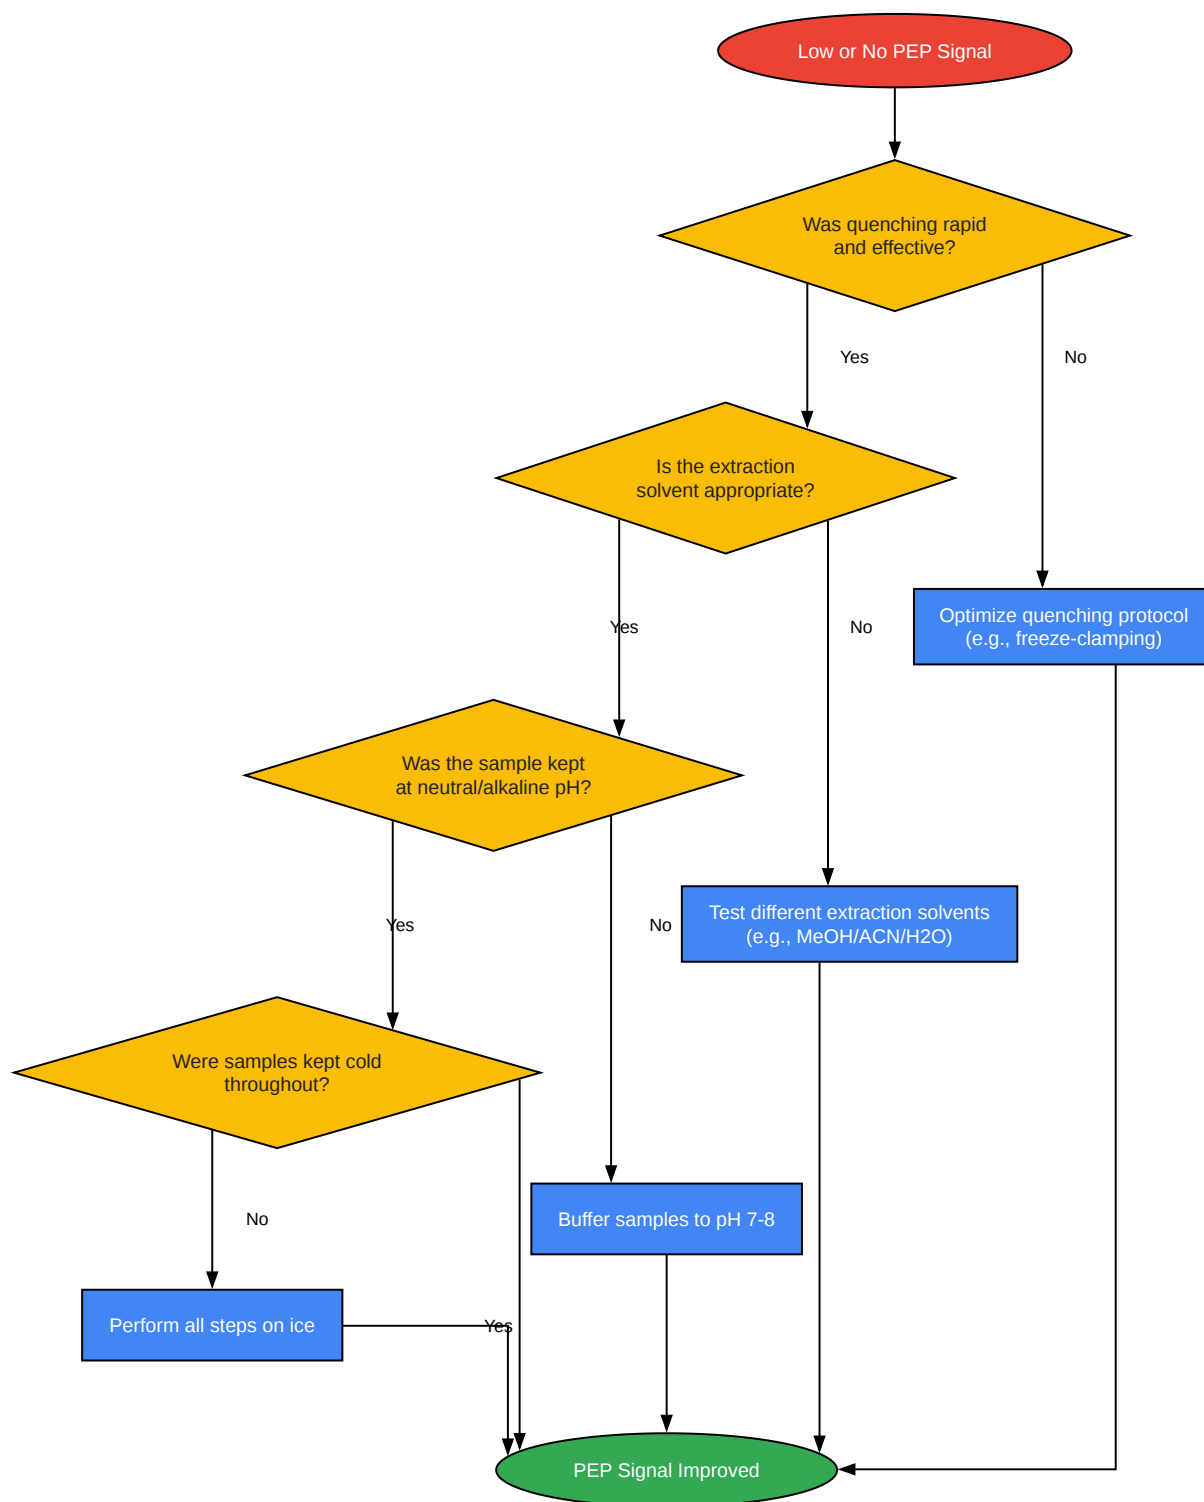 Low or No PEP Signal
Was quenching rapid
and effective?
Yes
No
Is the extraction
solvent appropriate?
Optimize quenching protocol
(e.g., freeze-clamping)
Yes
No
Was the sample kept
at neutral/alkaline pH?
Test different extraction solvents
(e.g., MeOH/ACN/H2O)
Yes
No
Were samples kept cold
throughout?
No
Buffer samples to pH 7-8
Perform all steps on ice
Yes
PEP Signal Improved